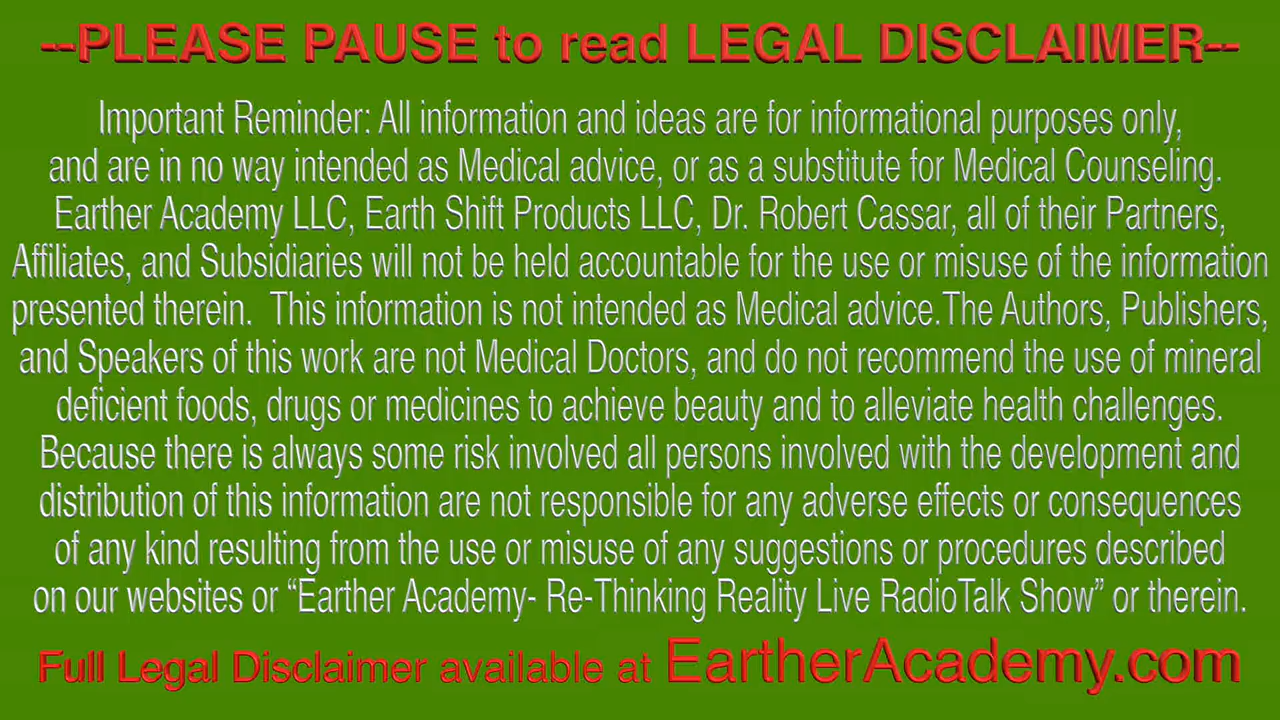 --PLEASE PAUSE to read LEGAL DISCLAIMER--
Important Reminder: All information and ideas are for informational purposes only,
and are in no way intended as Medical advice, or as a substitute for Medical Counseling.
Earther Academy LLC, Earth Shift Products LLC, Dr. Robert Cassar, all of their Partners,
Affiliates, and Subsidiaries will not be held accountable for the use or misuse of the information
presented therein.  This information is not intended as Medical advice.The Authors, Publishers,
and Speakers of this work are not Medical Doctors, and do not recommend the use of mineral
deficient foods, drugs or medicines to achieve beauty and to alleviate health challenges.
Because there is always some risk involved all persons involved with the development and
distribution of this information are not responsible for any adverse effects or consequences
of any kind resulting from the use or misuse of any suggestions or procedures described
on our websites or “Earther Academy- Re-Thinking Reality Live RadioTalk Show” or therein.
Full Legal Disclaimer available at EartherAcademy.com